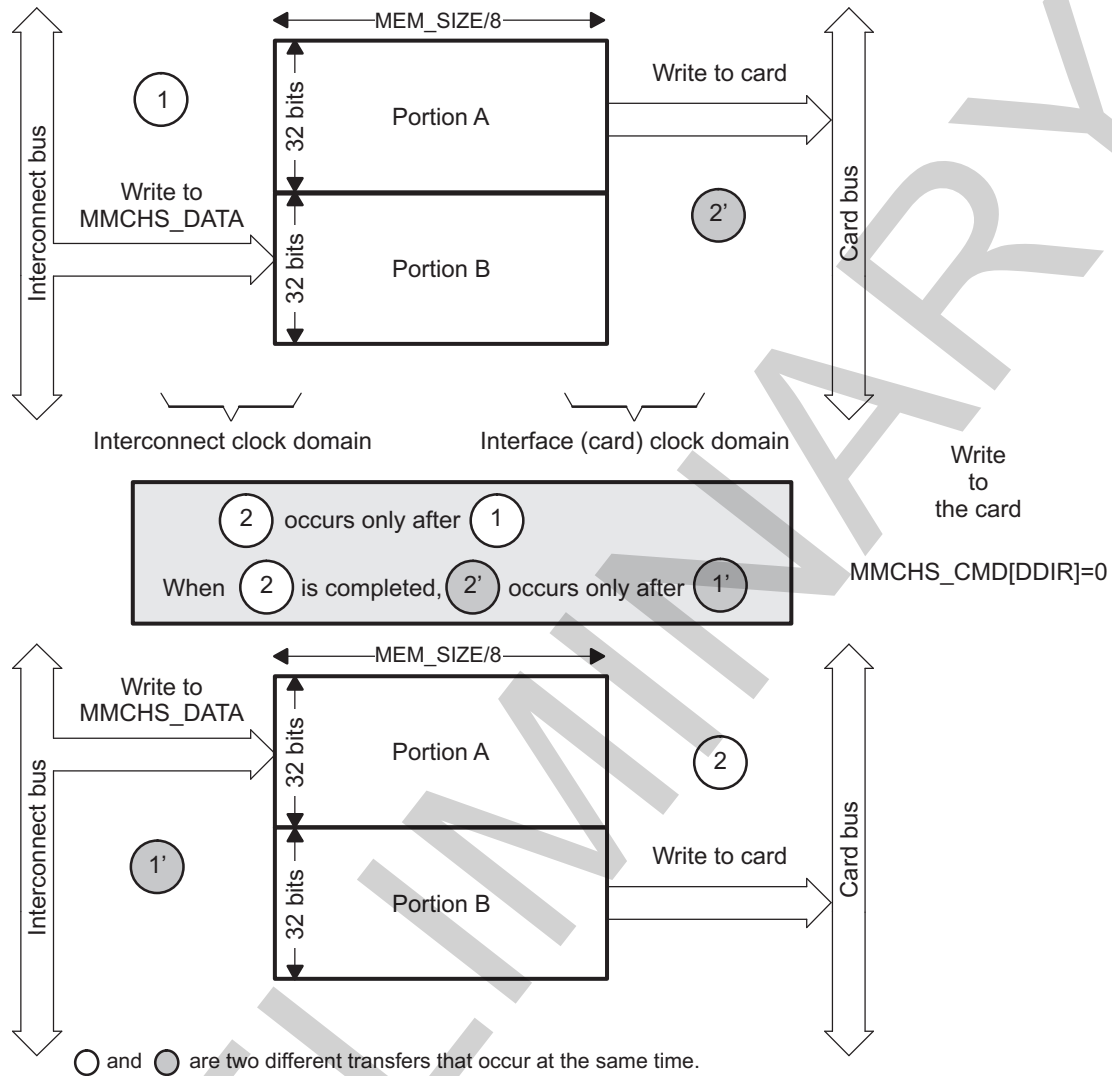 MEM_SIZE/8
Interconnect bus
1
Write to
MMCHS_DATA
32 bits
Portion A
32 bits
Portion B
Write to card
2’
Card bus
Interconnect clock domain
Interface (card) clock domain
Write
to
the card
MMCHS_CMD[DDIR]=0
2 occurs only after 1
When 2 is completed, 2’ occurs only after 1’
MEM_SIZE/8
Interconnect bus
Write to
MMCHS_DATA
1’
32 bits
Portion A
32 bits
Portion B
2
Write to card
Card bus
and are two different transfers that occur at the same time.
ELIMINARY